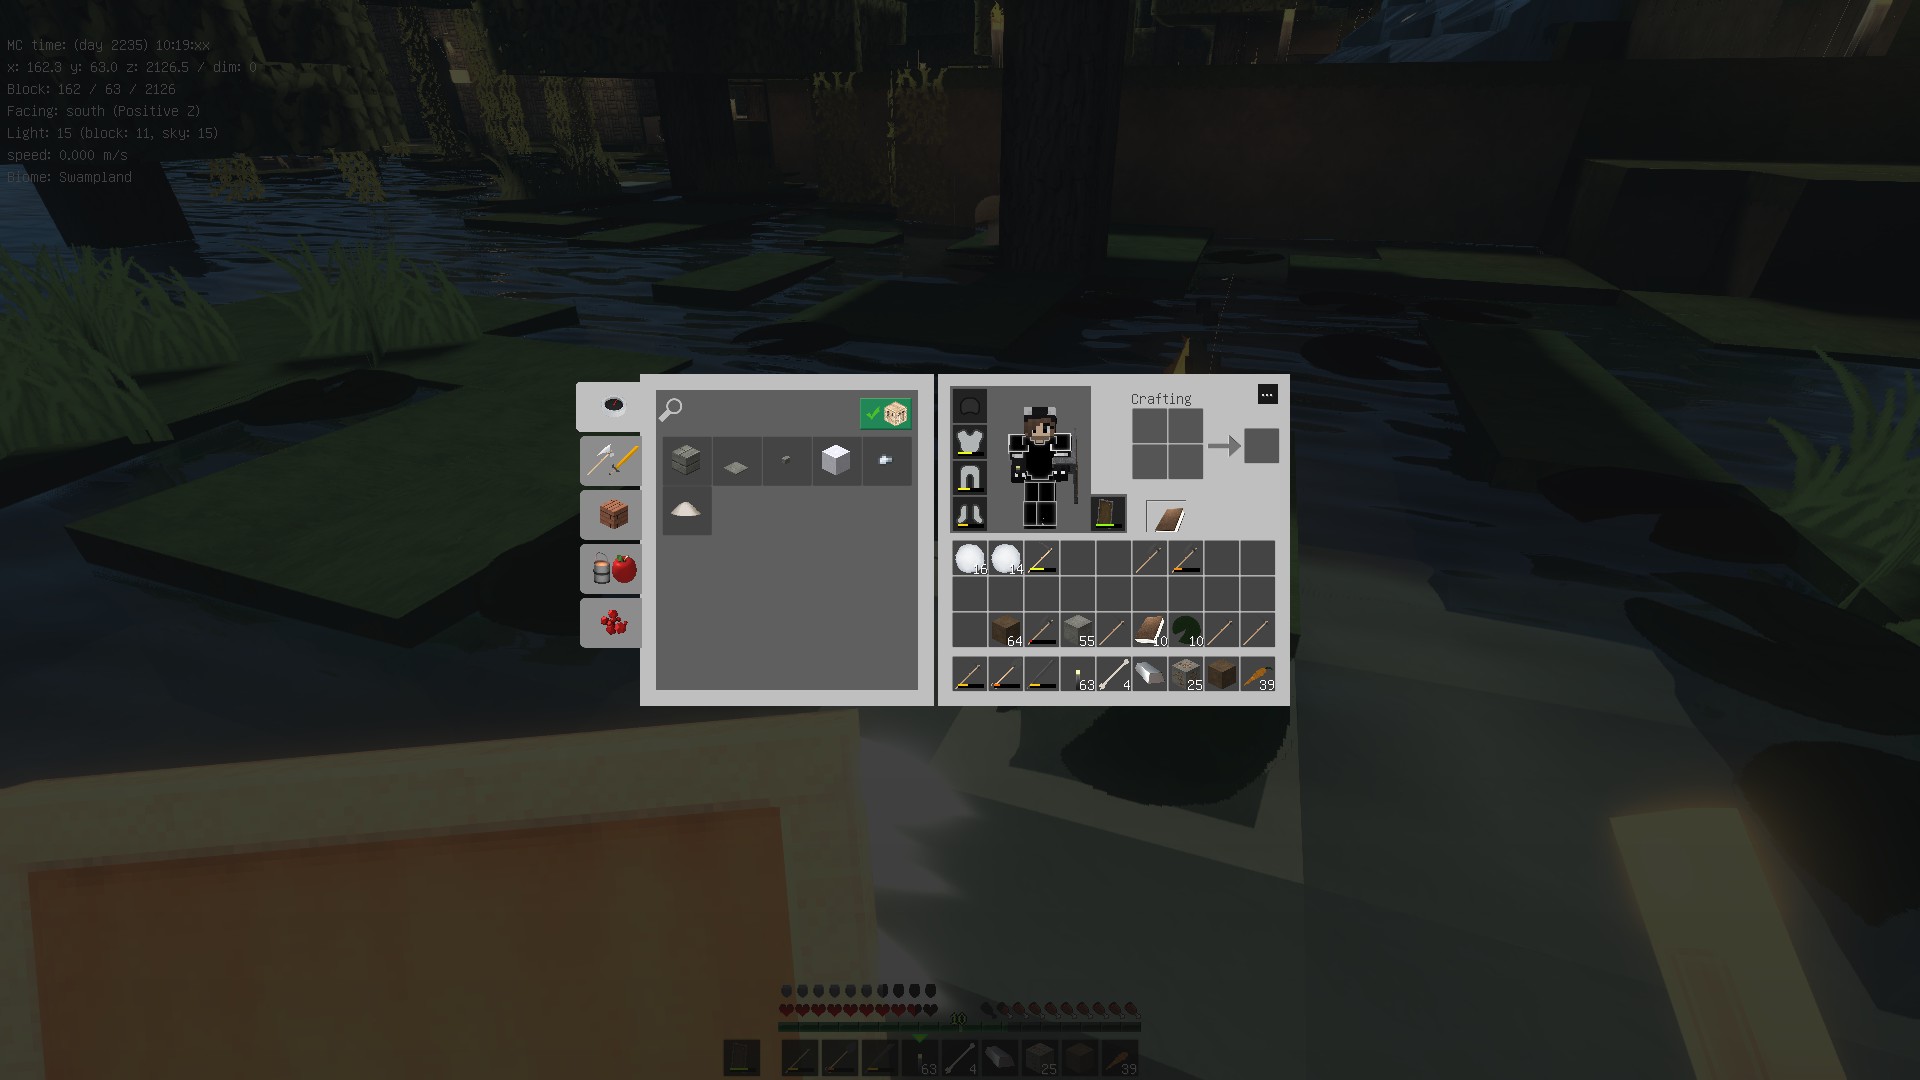 MC time: (day 2235) 10:19:xx
x: 162.3 y: 63.0 z: 2126.5 / dim: 0
Block: 162 / 63 / 2126
Facing: south (Positive Z)
Light: 15 (block: 11, sky: 15)
speed: 0.000 m/s
Biome: Swampland
Crafting
...
16 14
64 55 10 10
63 4 25 39
10
63 4 25 39